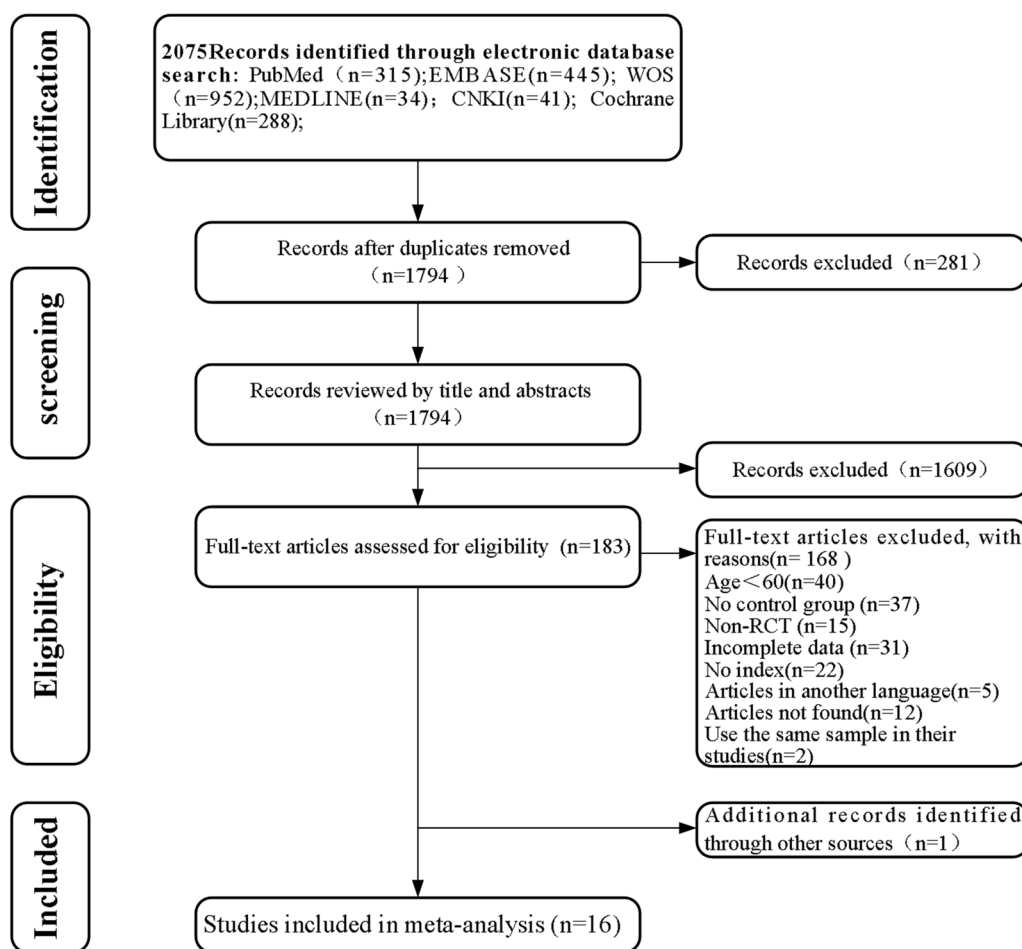 Identification
2075Records identified through electronic database
search: PubMed（n=315);EMBASE(n=445); WOS
（n=952);MEDLINE(n=34)；CNKI(n=41); Cochrane
Library(n=288);
Records after duplicates removed
（n=1794 ）
Records excluded（n=281）
screening
Records reviewed by title and abstracts
（n=1794）
Records excluded（n=1609）
Eligibility
Full-text articles assessed for eligibility (n=183)
Full-text articles excluded, with
reasons(n= 168 )
Age＜60(n=40)
No control group (n=37)
Non-RCT (n=15)
Incomplete data (n=31)
No index(n=22)
Articles in another language(n=5)
Articles not found(n=12)
Use the same sample in their
studies(n=2)
Included
Additional records identified
through other sources（n=1）
Studies included in meta-analysis (n=16)